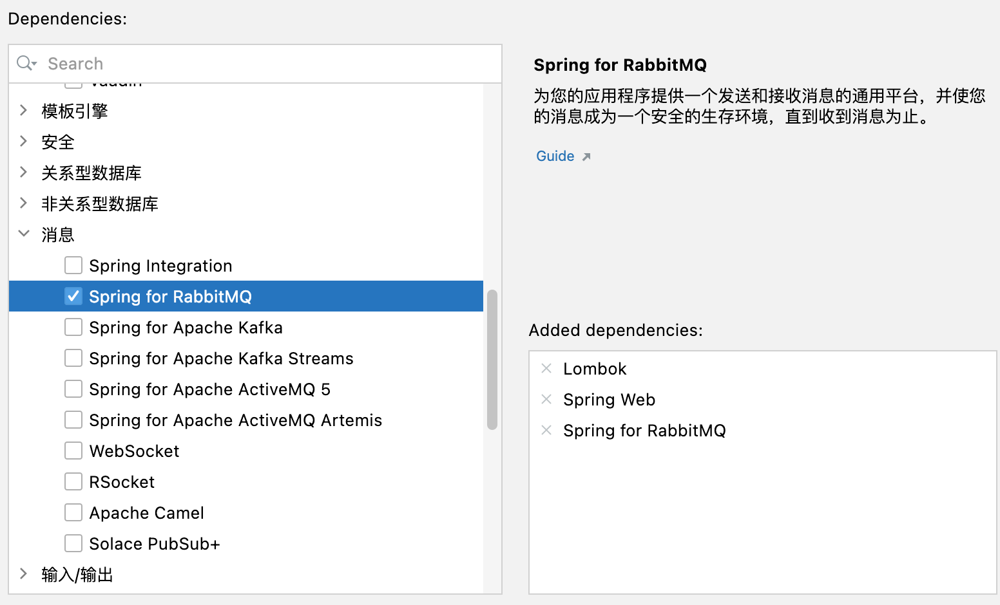 Dependencies:
Search
模板引擎
安全
关系型数据库
非关系型数据库
消息
Spring Integration
Spring for RabbitMQ
Spring for Apache Kafka
Spring for Apache Kafka Streams
Spring for Apache ActiveMQ 5
Spring for Apache ActiveMQ Artemis
WebSocket
RSocket
Apache Camel
Solace PubSub+
输入/输出
Spring for RabbitMQ
为您的应用程序提供一个发送和接收消息的通用平台，并使您
的消息成为一个安全的生存环境，直到收到消息为止。
Guide
Added dependencies:
Lombok
Spring Web
Spring for RabbitMQ